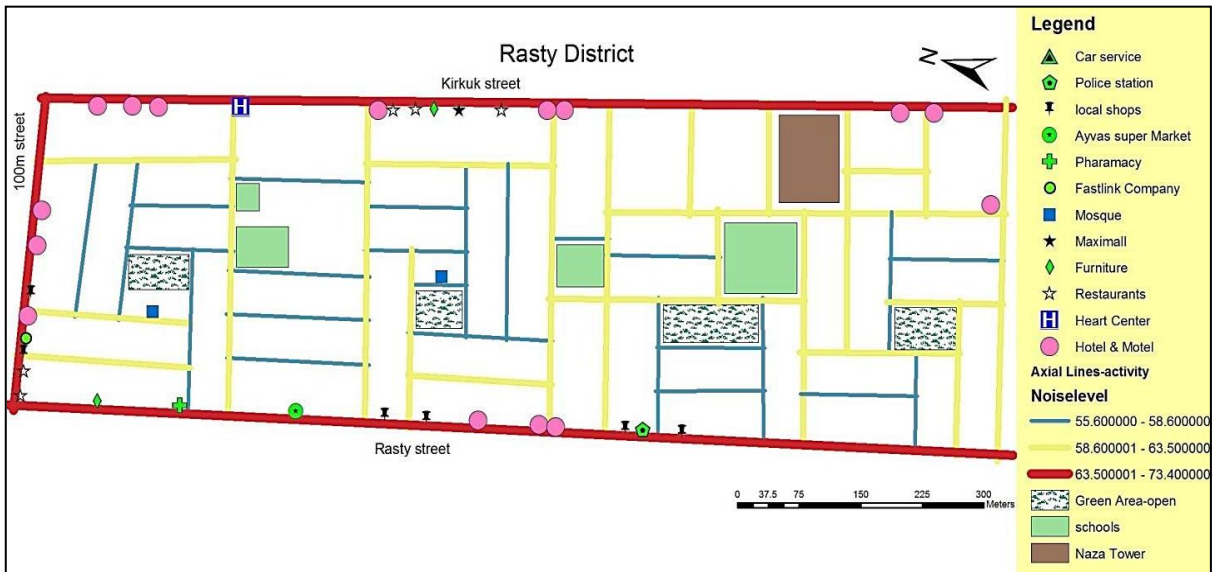 Rasty District
Kirkuk street
N
100m street
H
Rasty street
0 37.5 75 150 225 300
Meters
Legend
Car service
Police station
local shops
Ayvas super Market
Pharamacy
Fastlink Company
Mosque
Maximall
Furniture
Restaurants
H Heart Center
Hotel & Motel
Axial Lines-activity
Noiselevel
55.600000 - 58.600000
58.600001 - 63.500000
63.500001 - 73.400000
Green Area-open
schools
Naza Tower